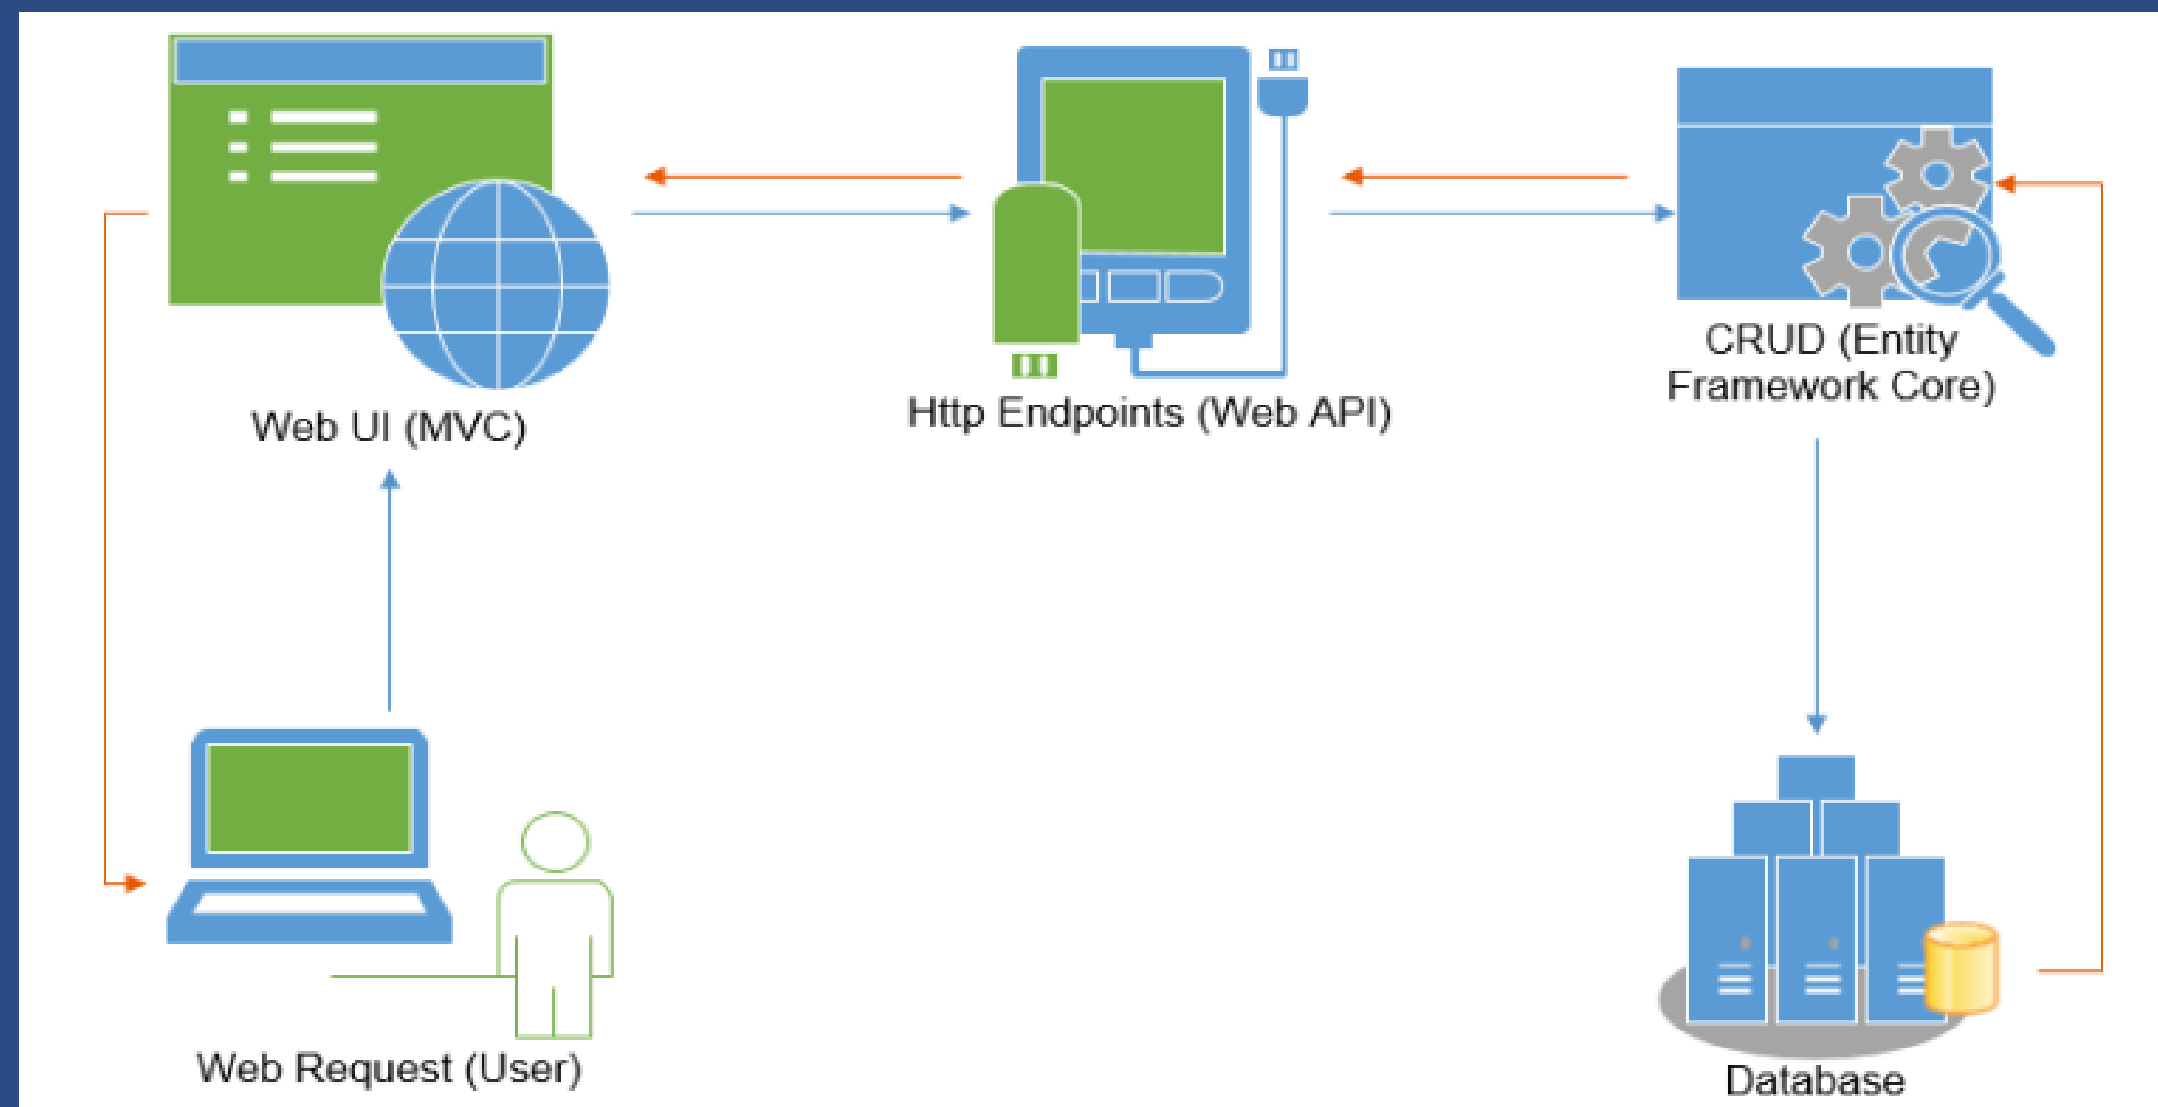 Web UI (MVC)
Http Endpoints (Web API)
CRUD (Entity
Framework Core)
Web Request (User)
Database